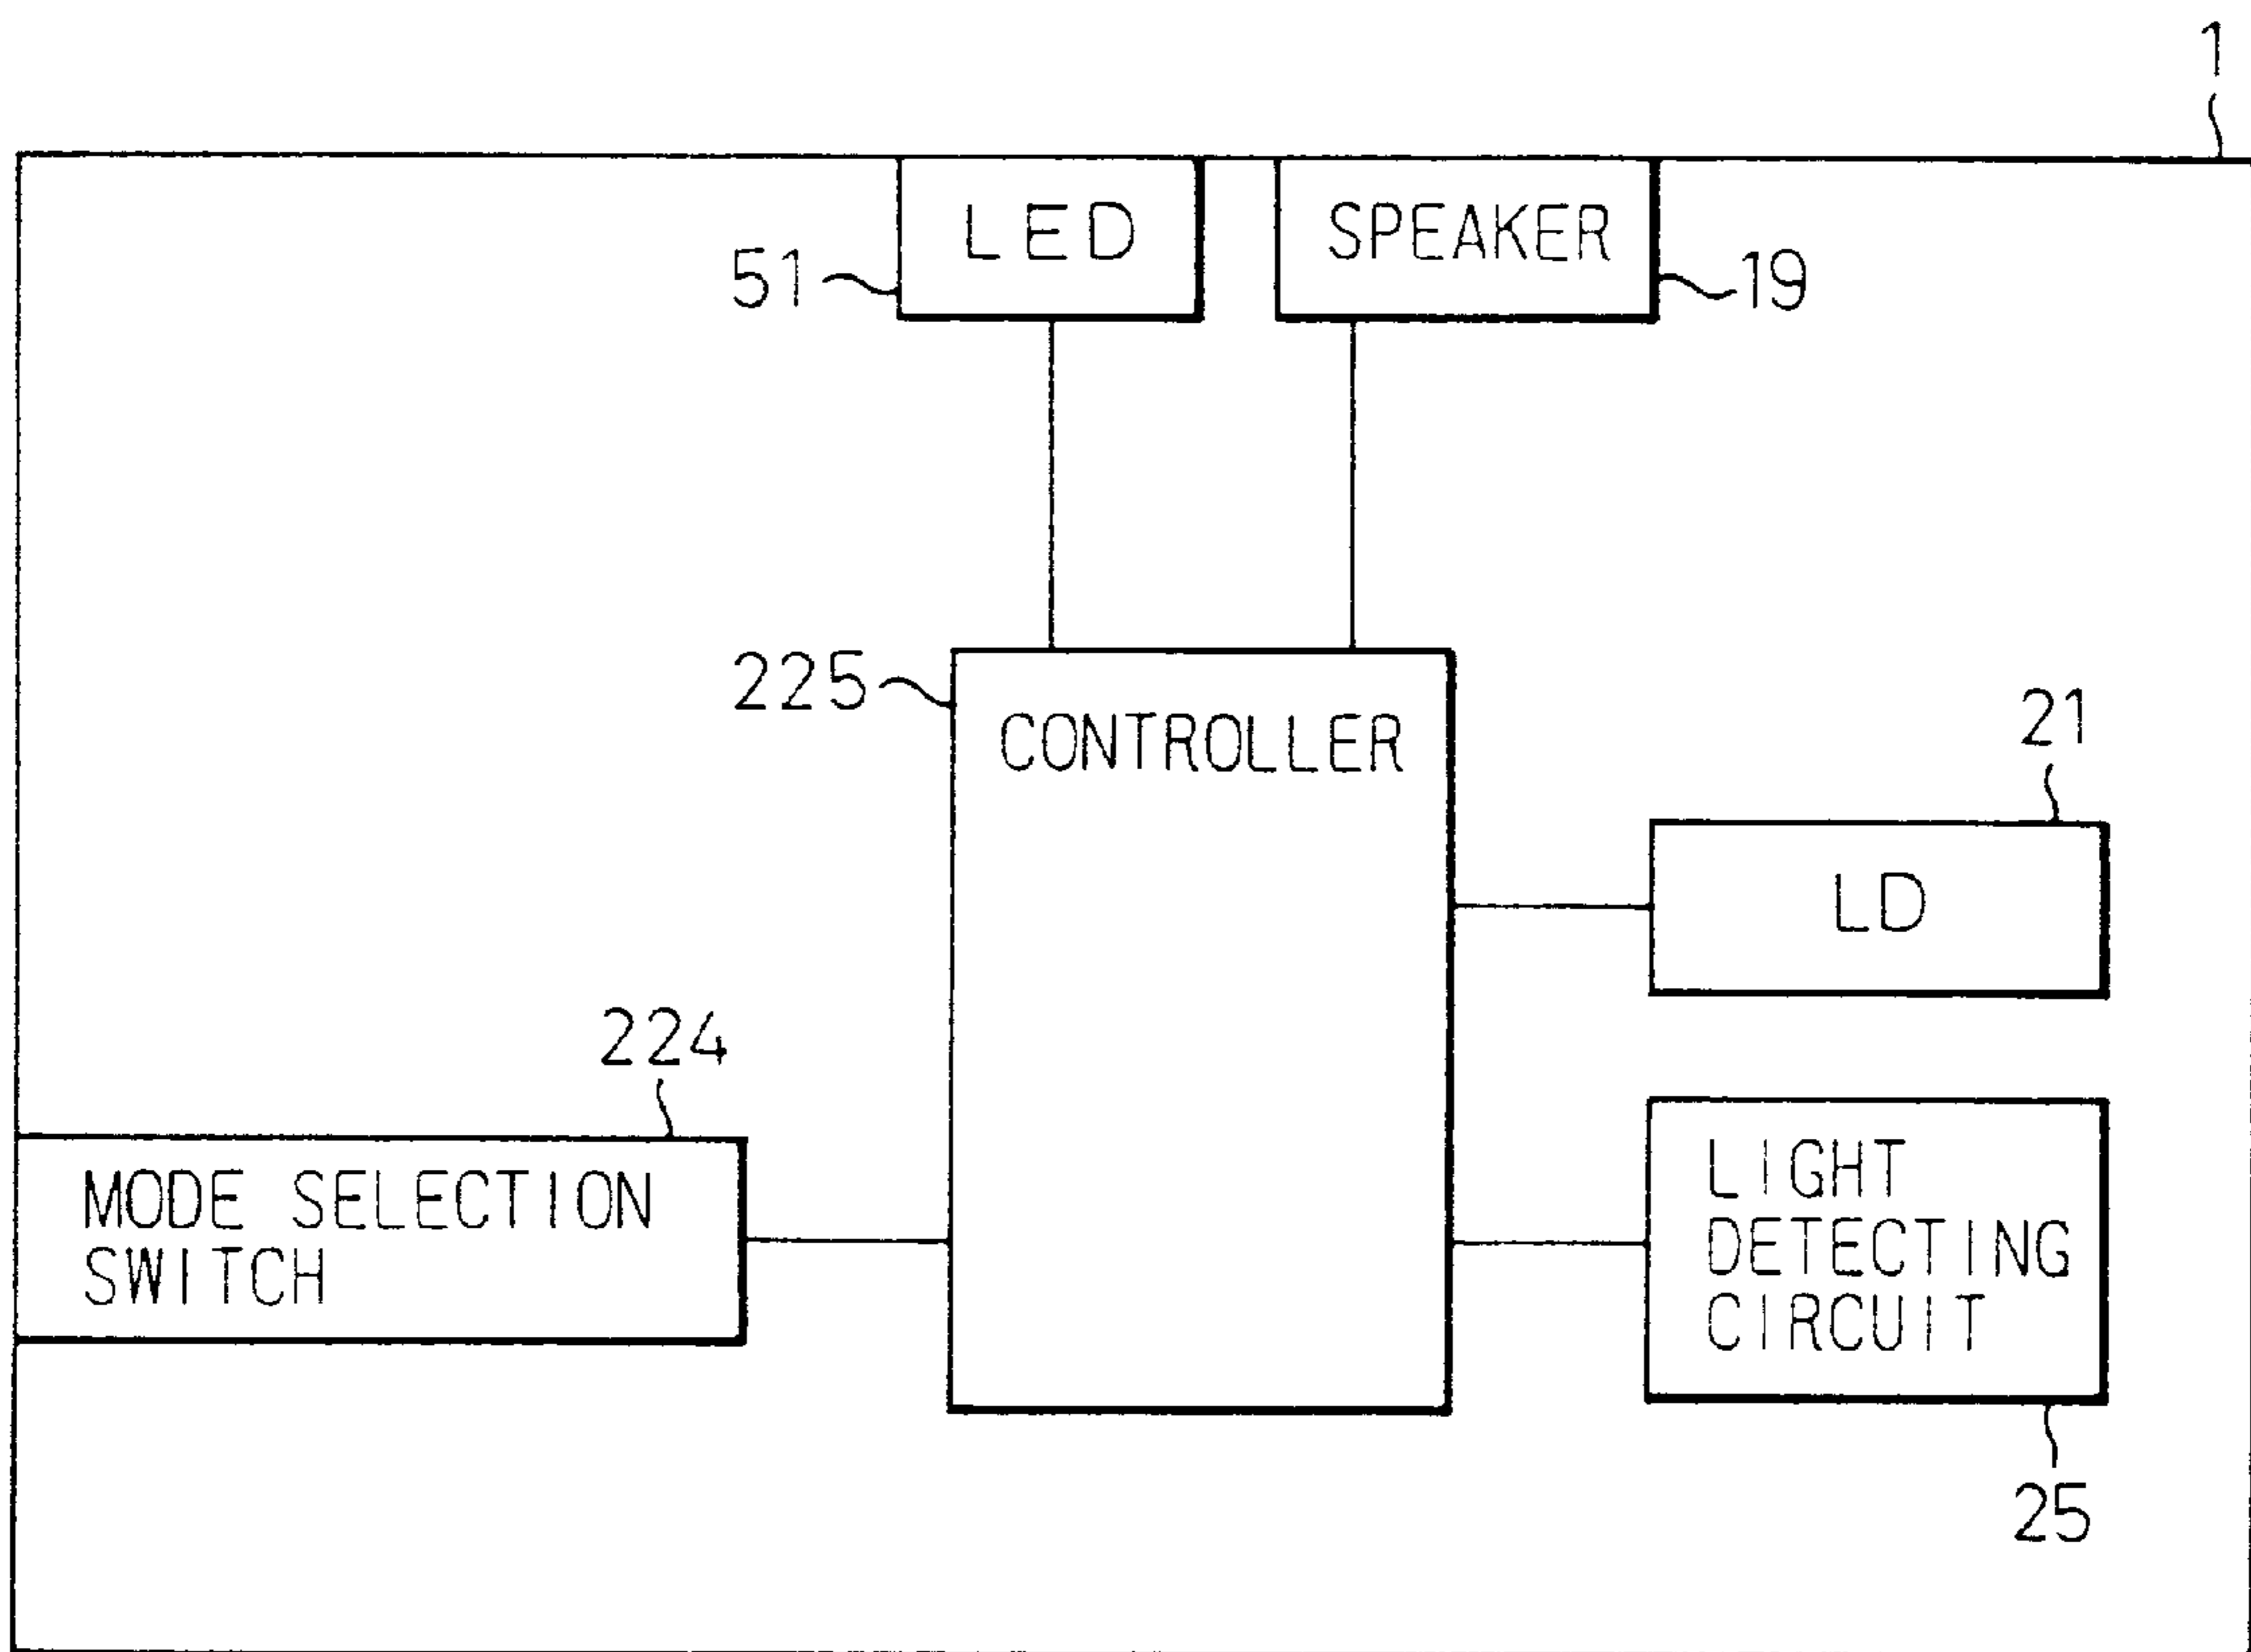 1
LED
SPEAKER
51
19
225
CONTROLLER
21
LD
224
MODE SELECTION
SWITCH
LIGHT
DETECTING
CIRCUIT
25